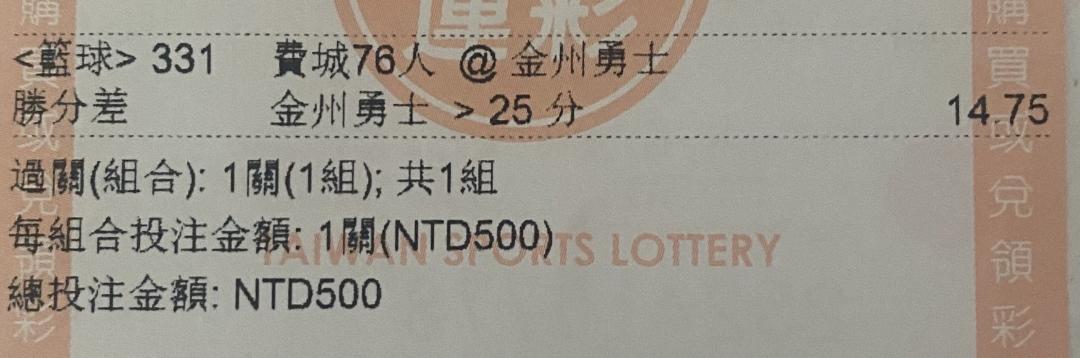 運彩
<籃球> 331 費城76人 @ 金州勇士
勝分差 金州勇士 > 25 分 14.75
過關(組合): 1關(1組); 共1組
每組合投注金額: 1關(NTD500)
TAIWAN SPORTS LOTTERY
總投注金額: NTD500
購買或兌領彩
購買或兌領彩